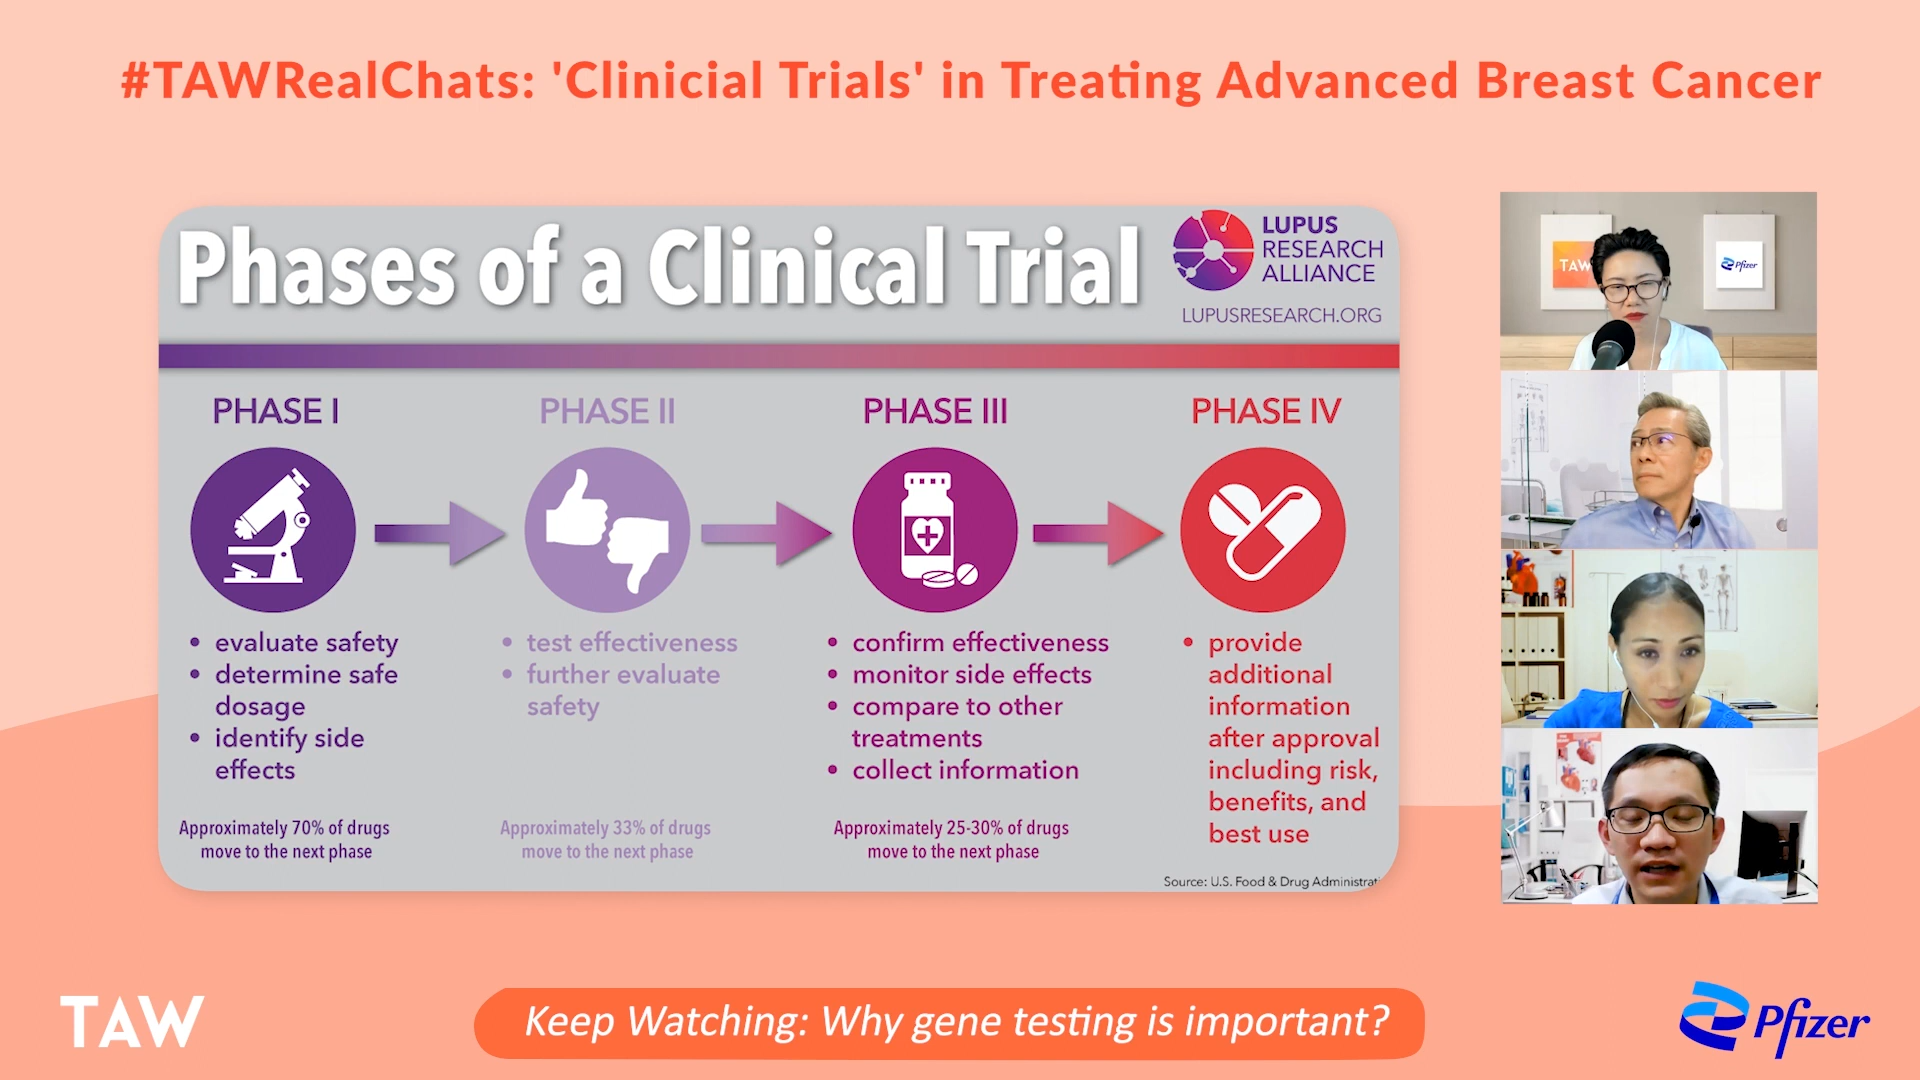 #TAWRealChats: 'Clinicial Trials' in Treating Advanced Breast Cancer
Phases of a Clinical Trial
LUPUS
RESEARCH
ALLIANCE
LUPUSRESEARCH.ORG
PHASE I
• evaluate safety
• determine safe
dosage
• identify side
effects
Approximately 70% of drugs
move to the next phase
PHASE II
• test effectiveness
• further evaluate
safety
Approximately 33% of drugs
move to the next phase
PHASE III
• confirm effectiveness
• monitor side effects
• compare to other
treatments
• collect information
Approximately 25-30% of drugs
move to the next phase
PHASE IV
• provide
additional
information
after approval
including risk,
benefits, and
best use
Source: U.S. Food & Drug Administrati
TAW
Pfizer
TAW
Keep Watching: Why gene testing is important?
Pfizer